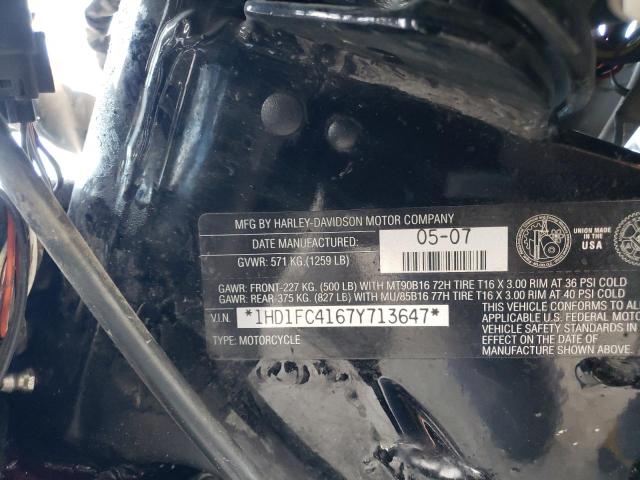 MFG BY HARLEY-DAVIDSON MOTOR COMPANY
DATE MANUFACTURED: 05-07
GVWR: 571 KG.(1259 LB)
MADE IN THE USA
GAWR: FRONT-227 KG. (500 LB) WITH MT90B16 72H TIRE T16 X 3.00 RIM AT 36 PSI COLD
GAWR: REAR-375 KG. (827 LB) WITH MU/85B16 77H TIRE T16 X 3.00 RIM AT 40 PSI COLD
V.I.N. *1HD1FC4167Y713647*
THIS VEHICLE CONFORMS TO ALL
APPLICABLE U.S. FEDERAL MOTOR
VEHICLE SAFETY STANDARDS IN
EFFECT ON THE DATE OF
MANUFACTURE SHOWN ABOVE.
TYPE: MOTORCYCLE